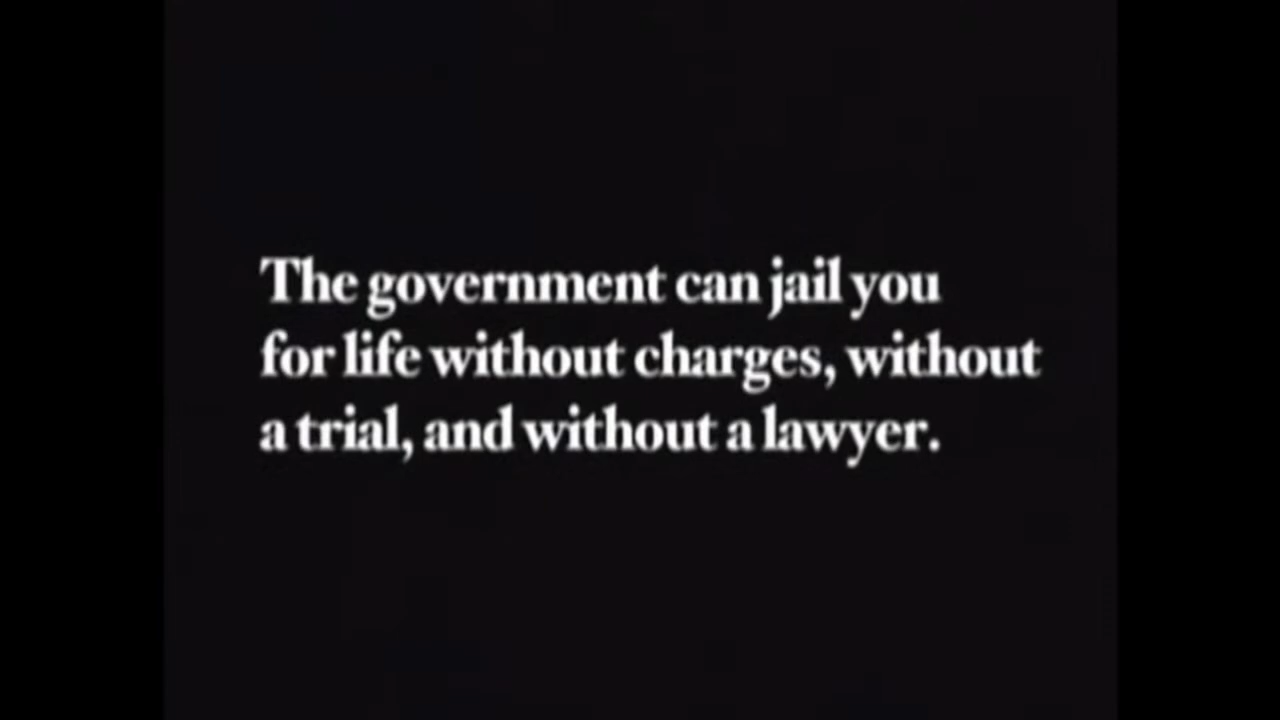 The government can jail you
for life without charges, without
a trial, and without a lawyer.